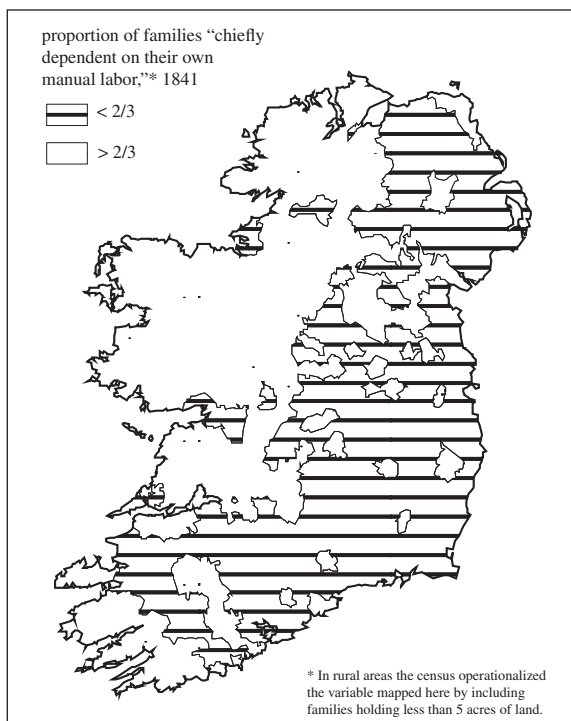 proportion of families “chiefly
dependent on their own
manual labor,”* 1841
< 2/3
> 2/3
* In rural areas the census operationalized
the variable mapped here by including
families holding less than 5 acres of land.